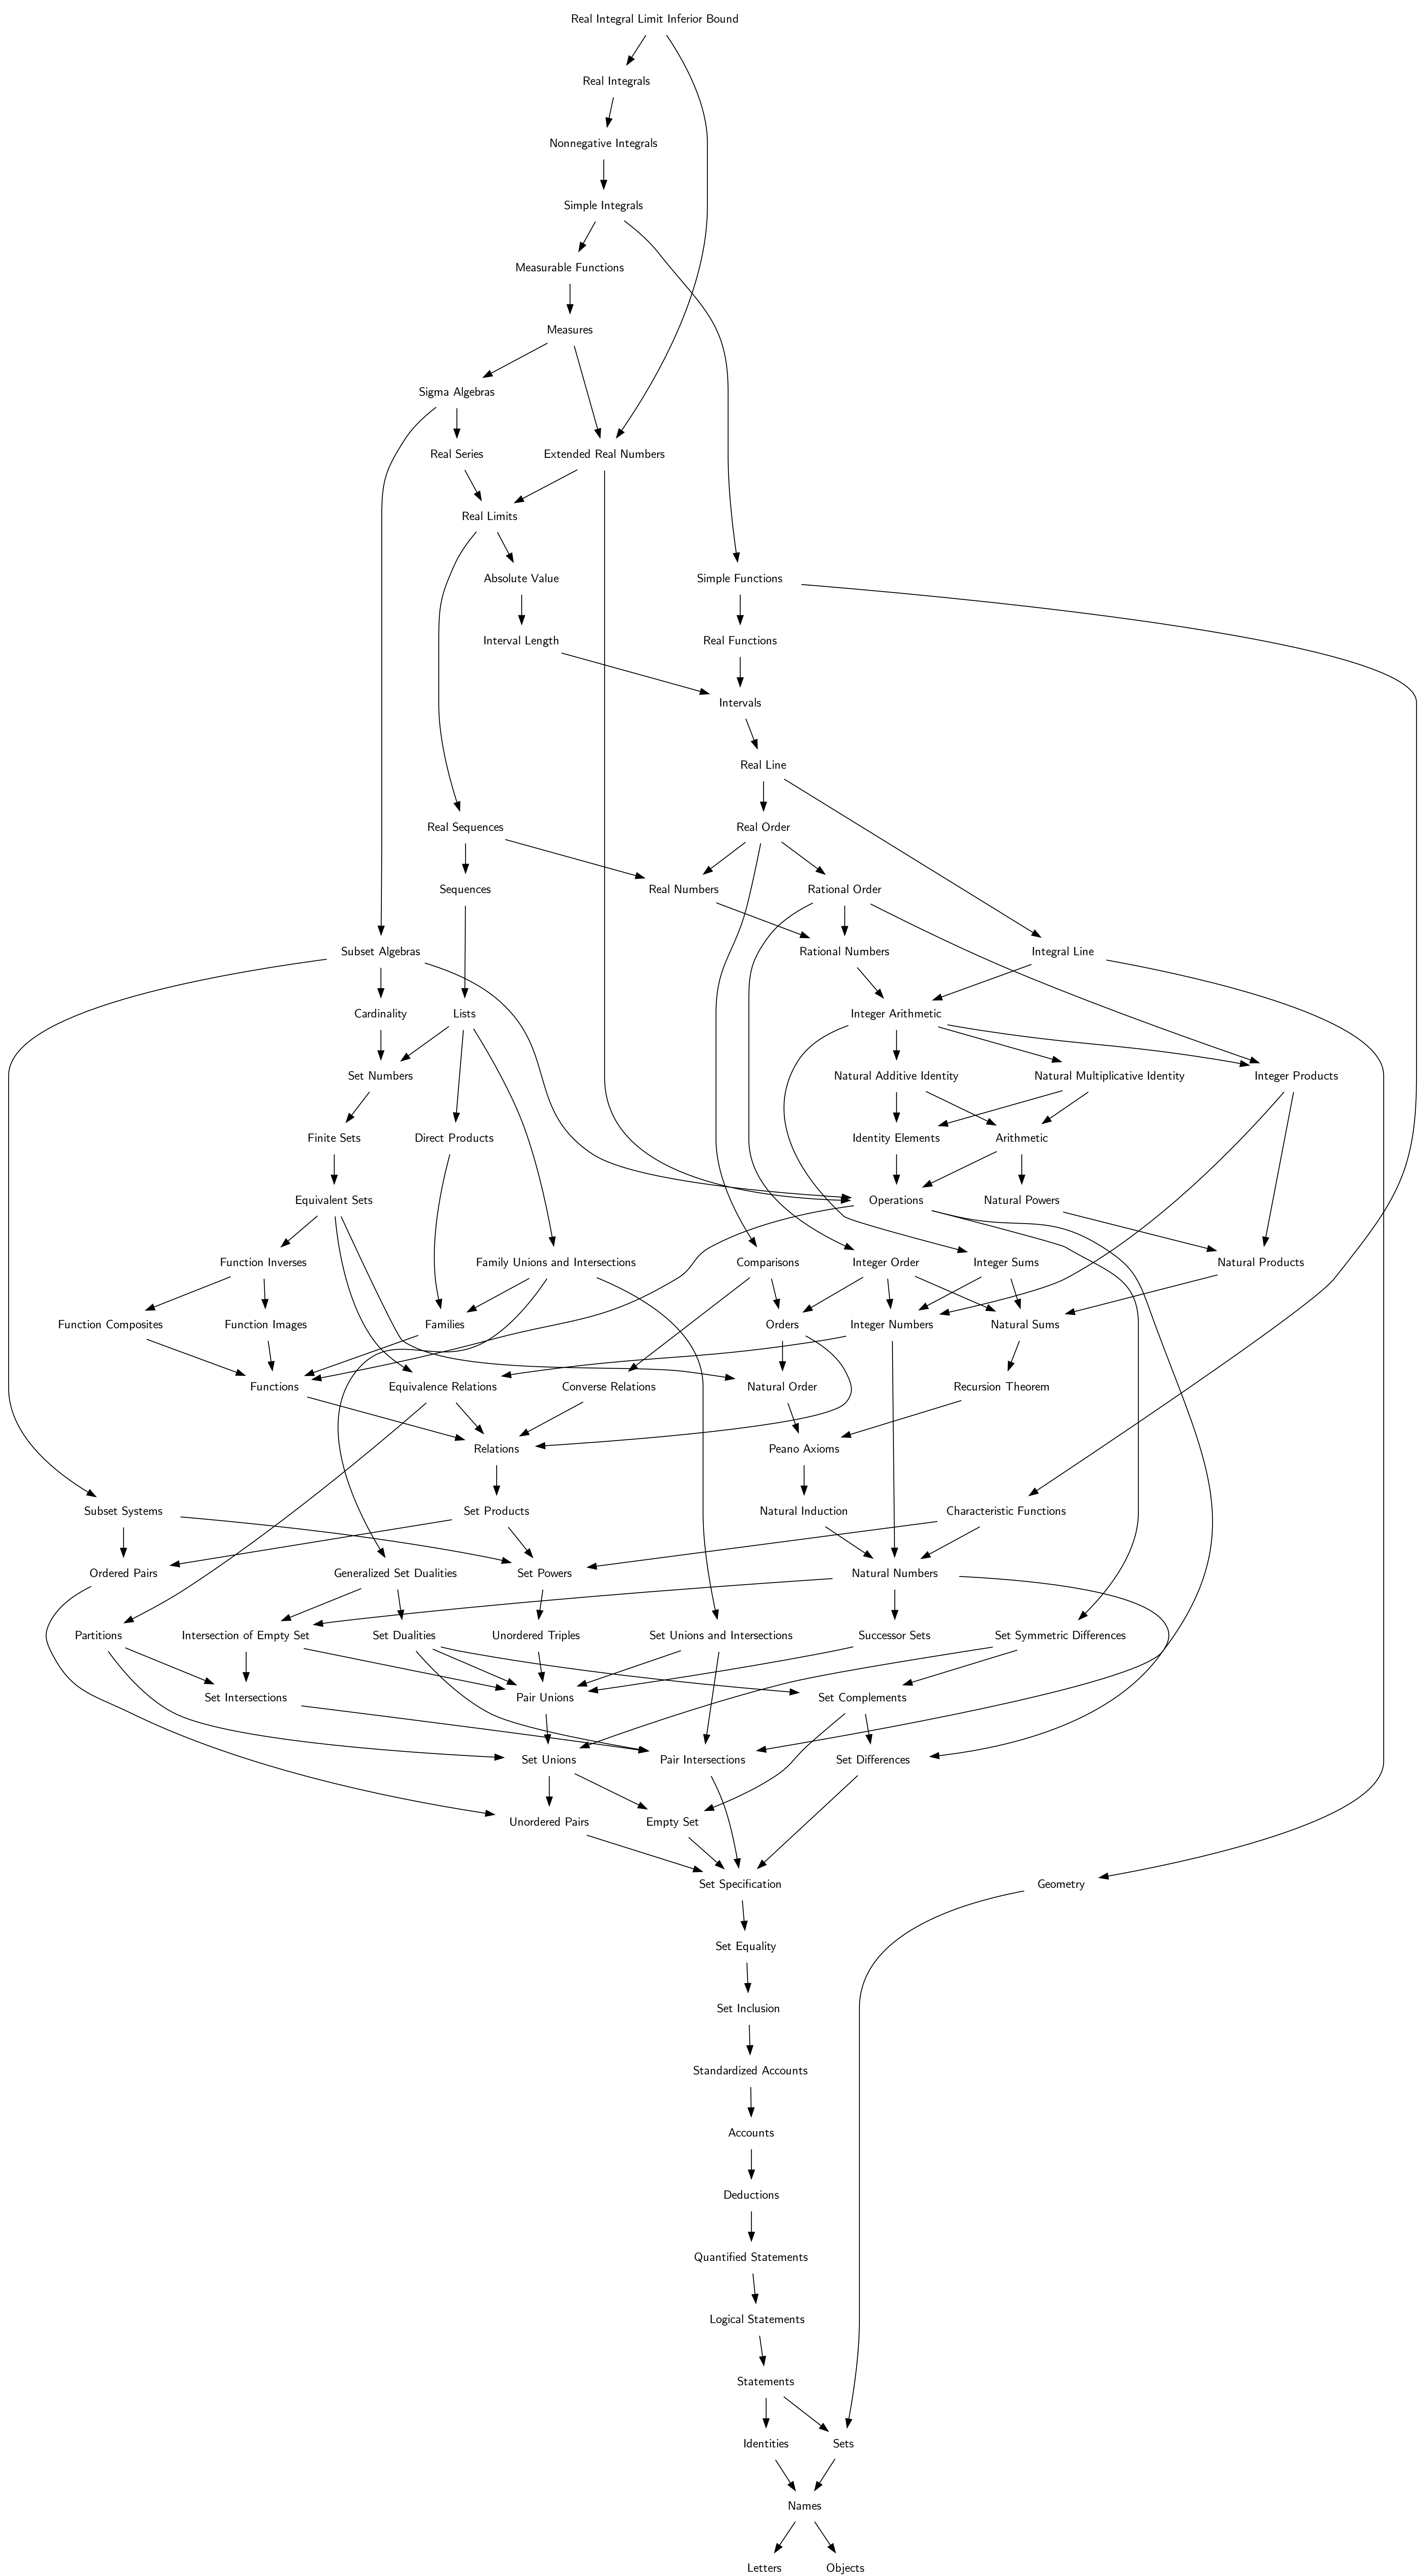 Real Integral Limit Inferior Bound
Real Integrals
Nonnegative Integrals
Simple Integrals
Measurable Functions
Measures
Sigma Algebras
Real Series
Extended Real Numbers
Real Limits
Absolute Value
Simple Functions
Interval Length
Real Functions
Intervals
Real Line
Real Sequences
Real Order
Sequences
Real Numbers
Rational Order
Subset Algebras
Rational Numbers
Integral Line
Cardinality
Lists
Integer Arithmetic
Set Numbers
Natural Additive Identity
Natural Multiplicative Identity
Integer Products
Finite Sets
Direct Products
Identity Elements
Arithmetic
Equivalent Sets
Operations
Natural Powers
Function Inverses
Family Unions and Intersections
Comparisons
Integer Order
Integer Sums
Natural Products
Function Composites
Function Images
Families
Orders
Integer Numbers
Natural Sums
Functions
Equivalence Relations
Converse Relations
Natural Order
Recursion Theorem
Relations
Peano Axioms
Subset Systems
Set Products
Natural Induction
Characteristic Functions
Ordered Pairs
Generalized Set Dualities
Set Powers
Natural Numbers
Partitions
Intersection of Empty Set
Set Dualities
Unordered Triples
Set Unions and Intersections
Successor Sets
Set Symmetric Differences
Set Intersections
Pair Unions
Set Complements
Set Unions
Pair Intersections
Set Differences
Unordered Pairs
Empty Set
Set Specification
Geometry
Set Equality
Set Inclusion
Standardized Accounts
Accounts
Deductions
Quantified Statements
Logical Statements
Statements
Identities
Sets
Names
Letters
Objects